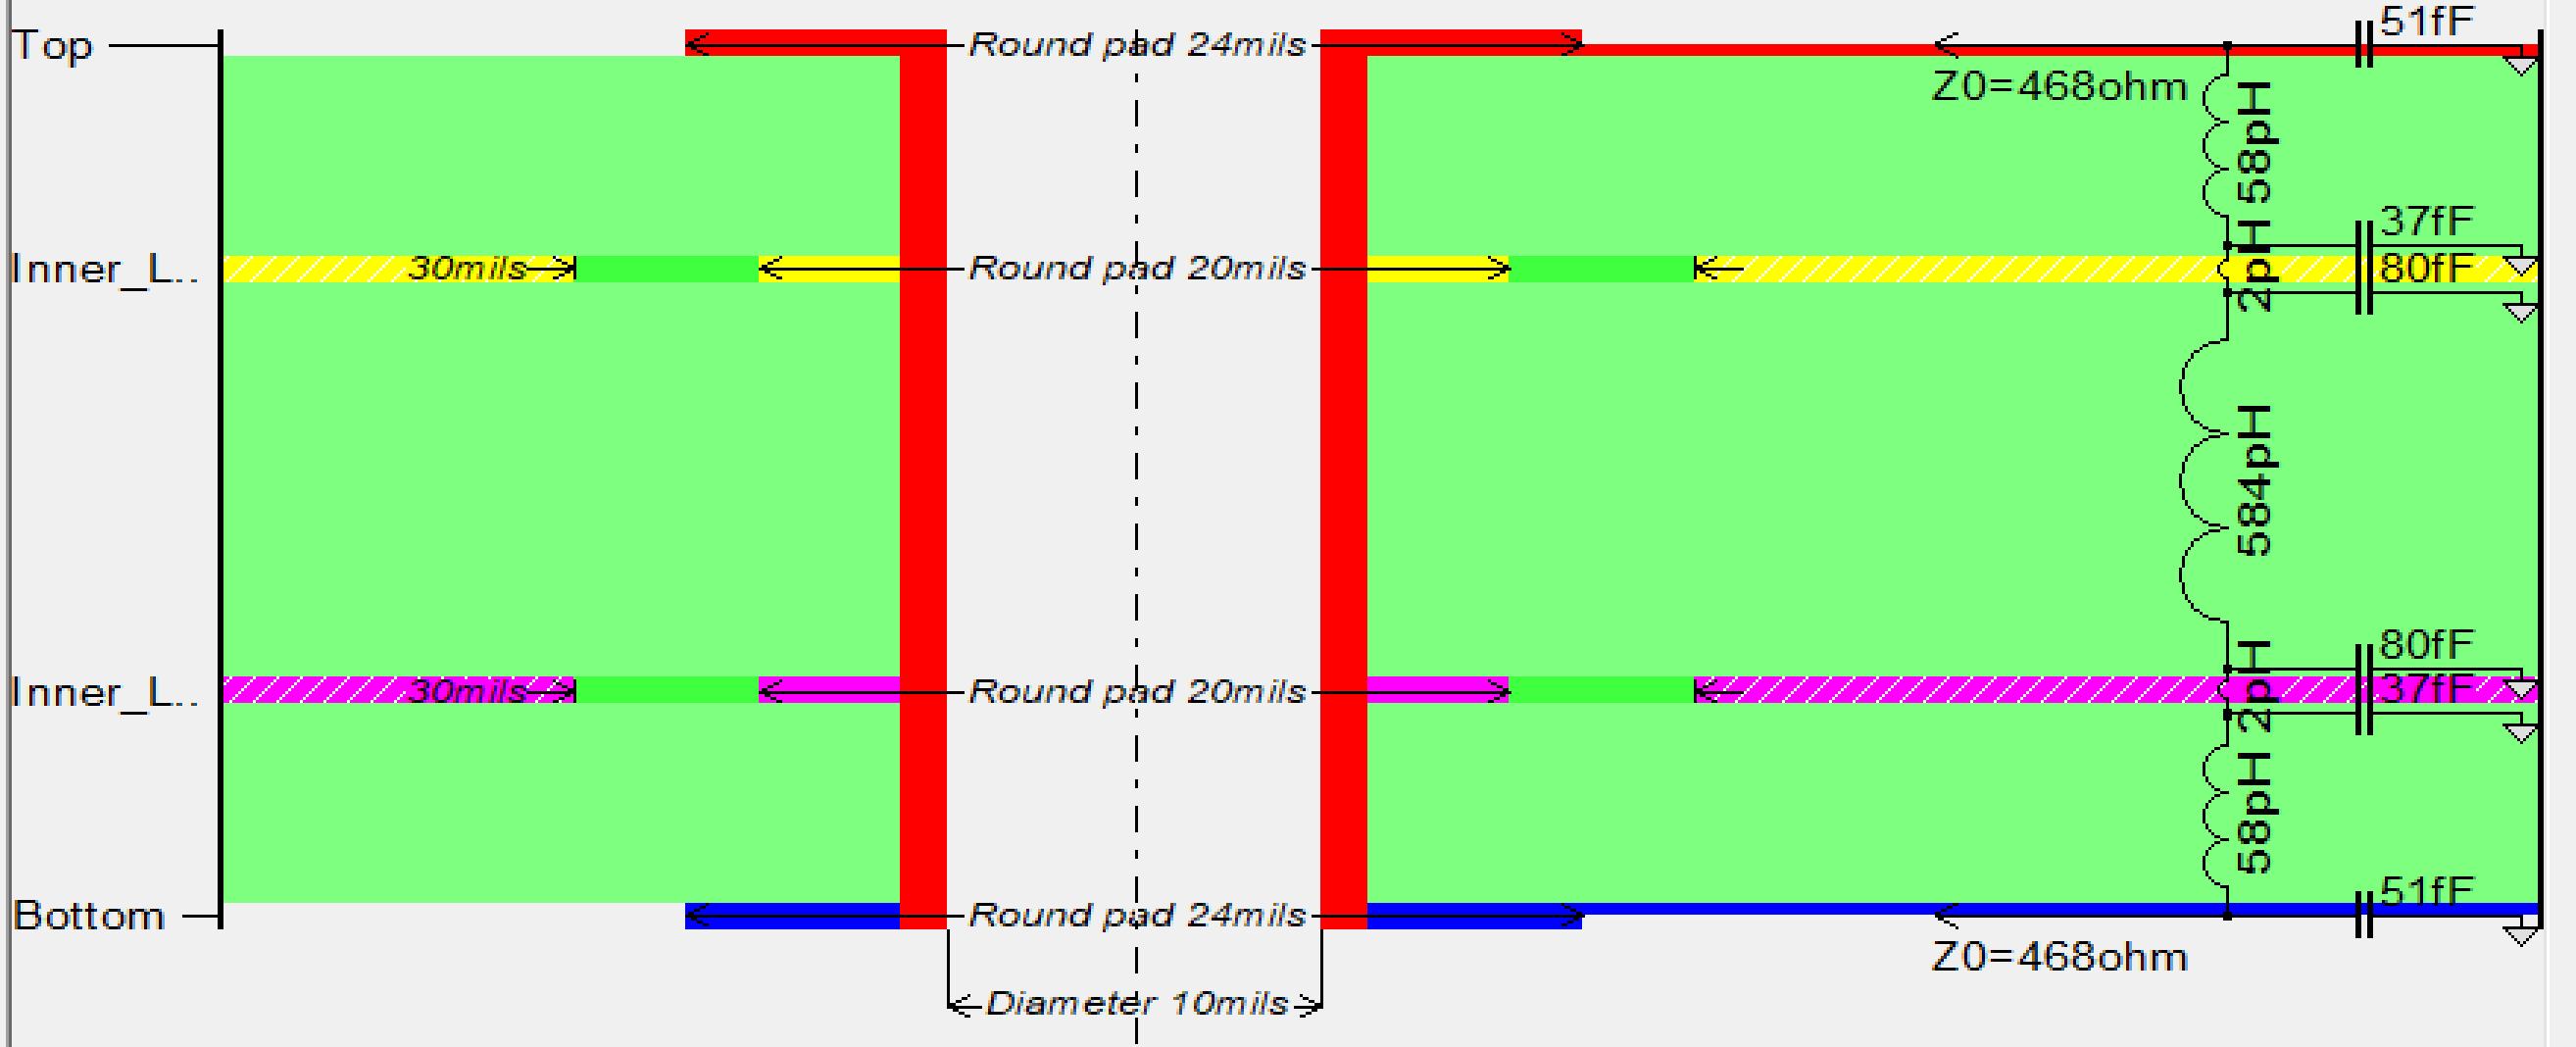 51fF
Top
Round pad 24mils
Z0=468ohm
58pH
37fF
Inner_L..
30mils
Round pad 20mils
2pH
80fF
584pH
80fF
Inner_L..
30mils
Round pad 20mils
2pH
37fF
58pH
51fF
Bottom
Round pad 24mils
Z0=468ohm
Diameter 10mils